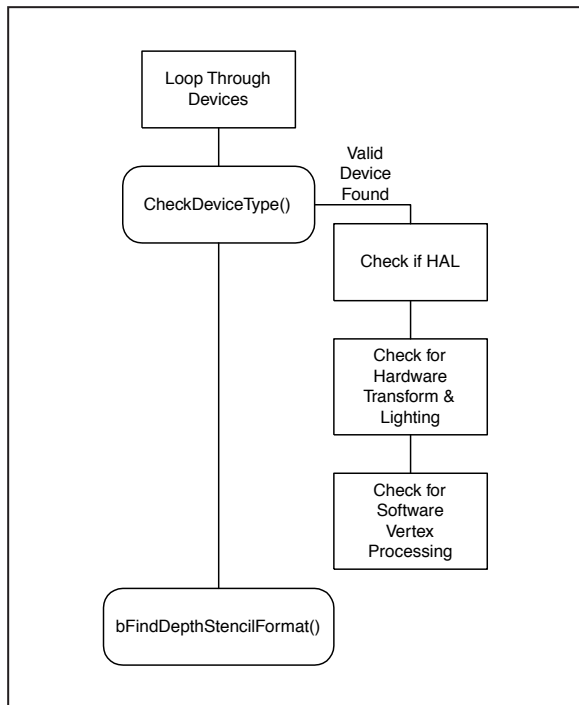 Loop Through
Devices
CheckDeviceType()
Valid
Device
Found
Check if HAL
Check for
Hardware
Transform &
Lighting
Check for
Software
Vertex
Processing
bFindDepthStencilFormat()